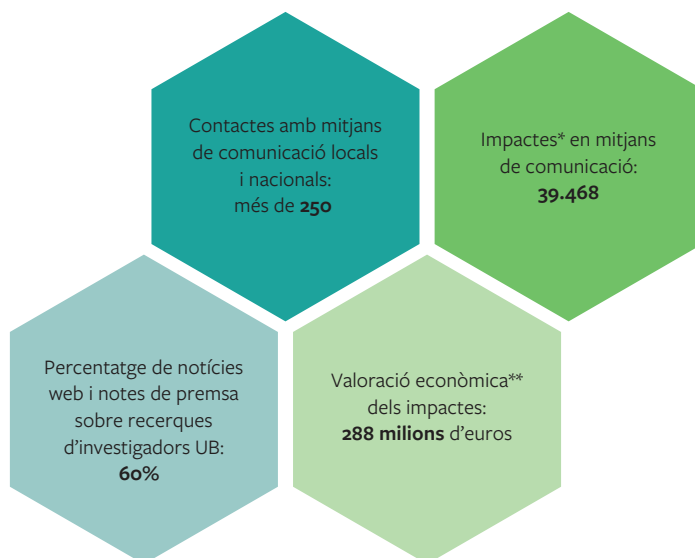 Contactes amb mitjans
de comunicació locals
i nacionals:
més de 250
Impactes* en mitjans
de comunicació:
39.468
Percentatge de notícies
web i notes de premsa
sobre recerques
d’investigadors UB:
60%
Valoració econòmica**
dels impactes:
288 milions d’euros